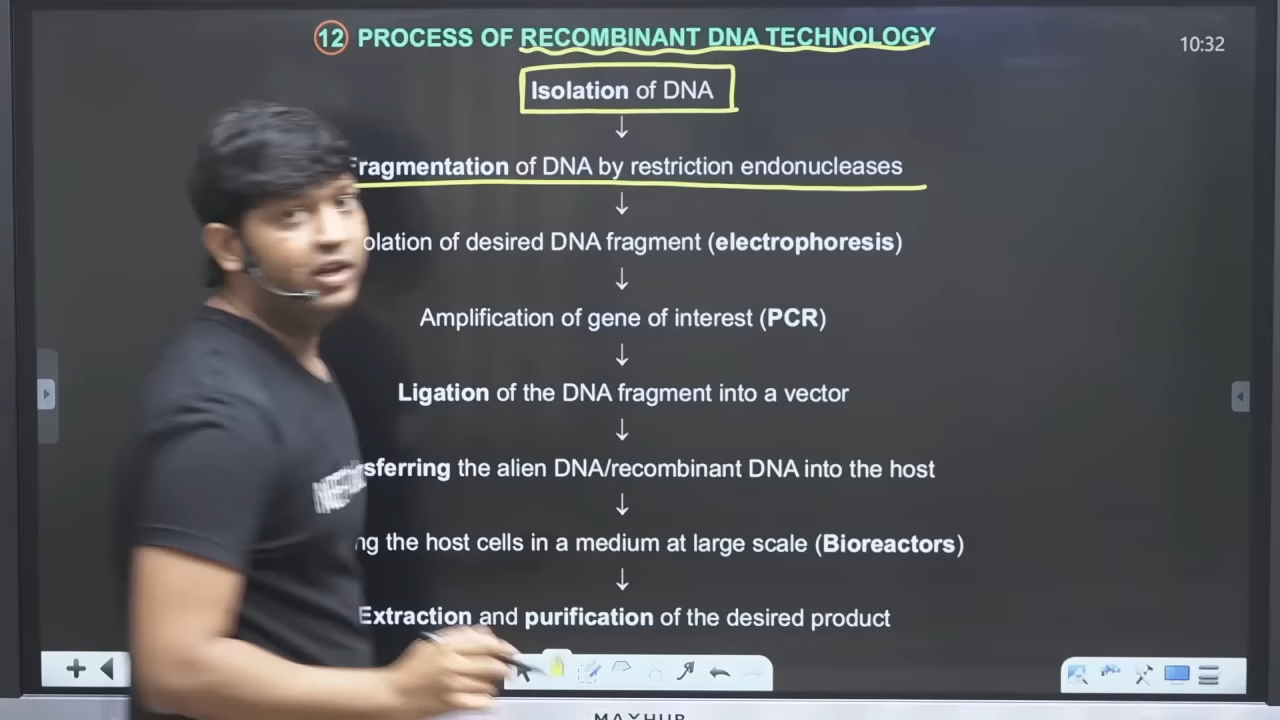 12 PROCESS OF RECOMBINANT DNA TECHNOLOGY
10:32
Isolation of DNA
↓
Fragmentation of DNA by restriction endonucleases
↓
olation of desired DNA fragment (electrophoresis)
↓
Amplification of gene of interest (PCR)
↓
Ligation of the DNA fragment into a vector
↓
sferring the alien DNA/recombinant DNA into the host
↓
ng the host cells in a medium at large scale (Bioreactors)
↓
Extraction and purification of the desired product
MAXHUB